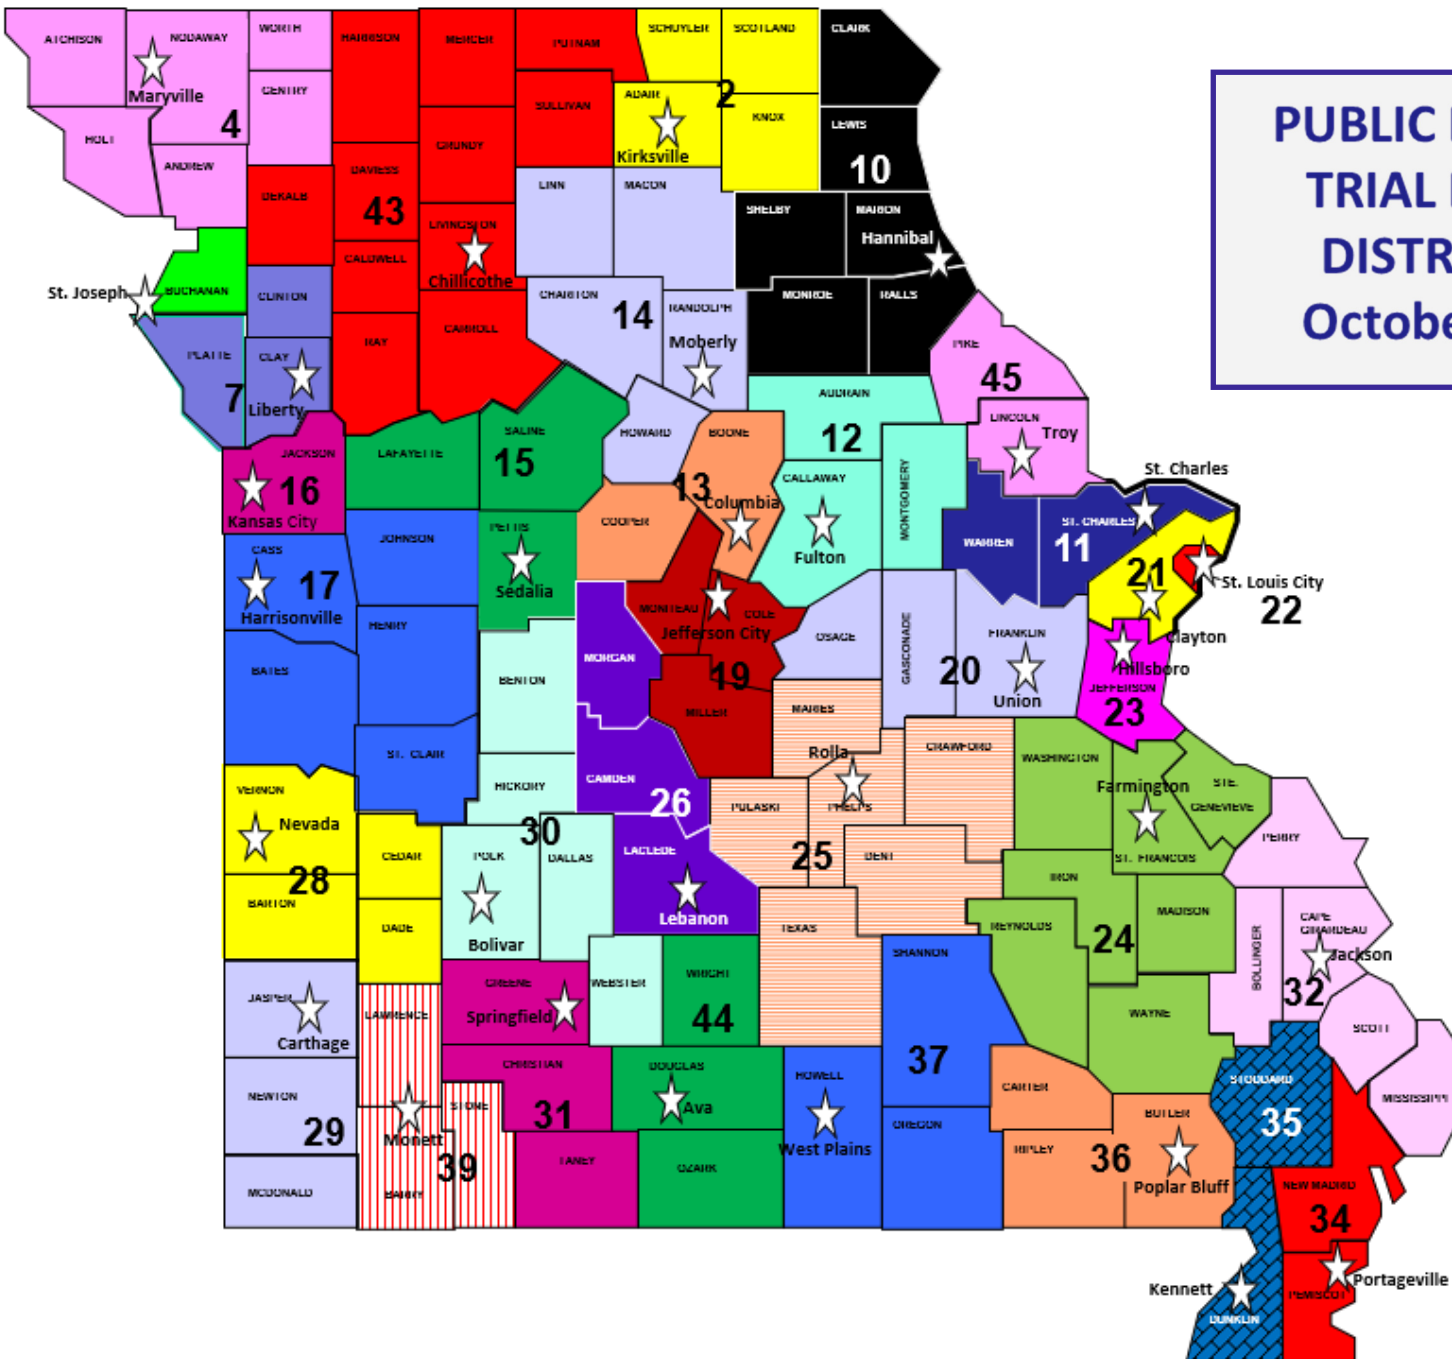 ATCHISON
NODAWAY
WORTH
HARRISON
MERCER
PUTNAM
SCHUYLER
SCOTLAND
CLARK
Maryville
4
GENTRY
HOLT
ANDREW
DEKALB
DAVIESS
43
GRUNDY
SULLIVAN
ADAIR
2
KNOX
Kirksville
LEWIS
10
LINN
MACON
SHELBY
MARION
Hannibal
LIVINGSTON
Chillicothe
CALDWELL
St. Joseph
BUCHANAN
CLINTON
CHARITON
14
RANDOLPH
Moberly
MONROE
RALLS
PUBLIC
TRIAL
DISTR
Octobe
PLATTE
CLAY
7
Liberty
RAY
CARROLL
PIKE
45
LINCOLN
Troy
AUDRAIN
12
JACKSON
16
Kansas City
LAFAYETTE
SALINE
15
HOWARD
BOONE
13
Columbia
COOPER
CALLAWAY
Fulton
MONTGOMERY
WARREN
St. Charles
ST. CHARLES
11
21
St. Louis City
22
Clayton
CASS
17
Harrisonville
JOHNSON
PETTIS
Sedalia
HENRY
BATES
BENTON
MORGAN
MONITEAU
COLE
Jefferson City
19
MILLER
OSAGE
GASCONADE
20
FRANKLIN
Union
Hillsboro
JEFFERSON
23
ST. CLAIR
HICKORY
CAMDEN
26
MARIES
Rolla
PULASKI
PHELPS
CRAWFORD
25
DENT
WASHINGTON
Farmington
STE.
GENEVIEVE
ST. FRANCOIS
PERRY
VERNON
Nevada
28
CEDAR
30
POLK
DALLAS
Bolivar
LACLEDE
Lebanon
BARTON
DADE
TEXAS
IRON
REYNOLDS
24
MADISON
BOLLINGER
CAPE
GIRARDEAU
Jackson
32
SCOTT
MISSISSIPPI
JASPER
Carthage
LAWRENCE
GREENE
Springfield
WEBSTER
WRIGHT
44
SHANNON
37
WAYNE
NEWTON
29
MCDONALD
Monett
39
BARRY
STONE
CHRISTIAN
31
TANEY
DOUGLAS
Ava
OZARK
HOWELL
West Plains
OREGON
CARTER
RIPLEY
36
BUTLER
Poplar Bluff
STODDARD
35
NEW MADRID
34
Kennett
DUNKLIN
PEMISCOT
Portageville